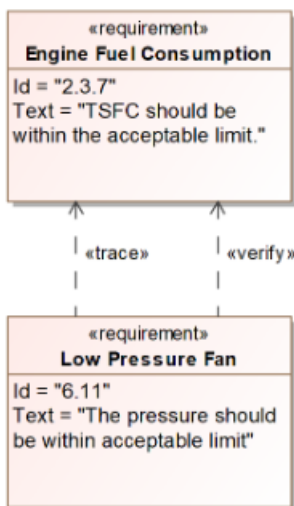 «requirement»
Engine Fuel Consumption
Id = "2.3.7"
Text = "TSFC should be
within the acceptable limit."
«trace»
«verify»
«requirement»
Low Pressure Fan
Id = "6.11"
Text = "The pressure should
be within acceptable limit"